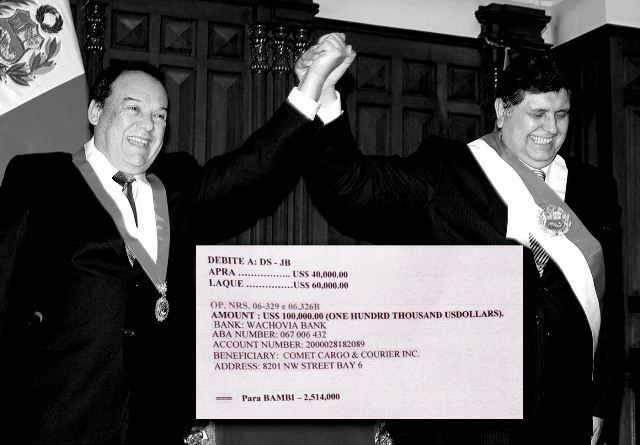 DEBITE A: DS - JB
APRA ................. US$ 40,000.00
LAQUE ...............US$ 60,000.00
OP. NRS. 06-329 e 06.326B
AMOUNT : US$ 100,000.00 (ONE HUNDRD THOUSAND USDOLLARS).
BANK: WACHOVIA BANK
ABA NUMBER: 067 006 432
ACCOUNT NUMBER: 2000028182089
BENEFICIARY: COMET CARGO & COURIER INC.
ADDRESS: 8201 NW STREET BAY 6
Para BAMBI – 2,514,000